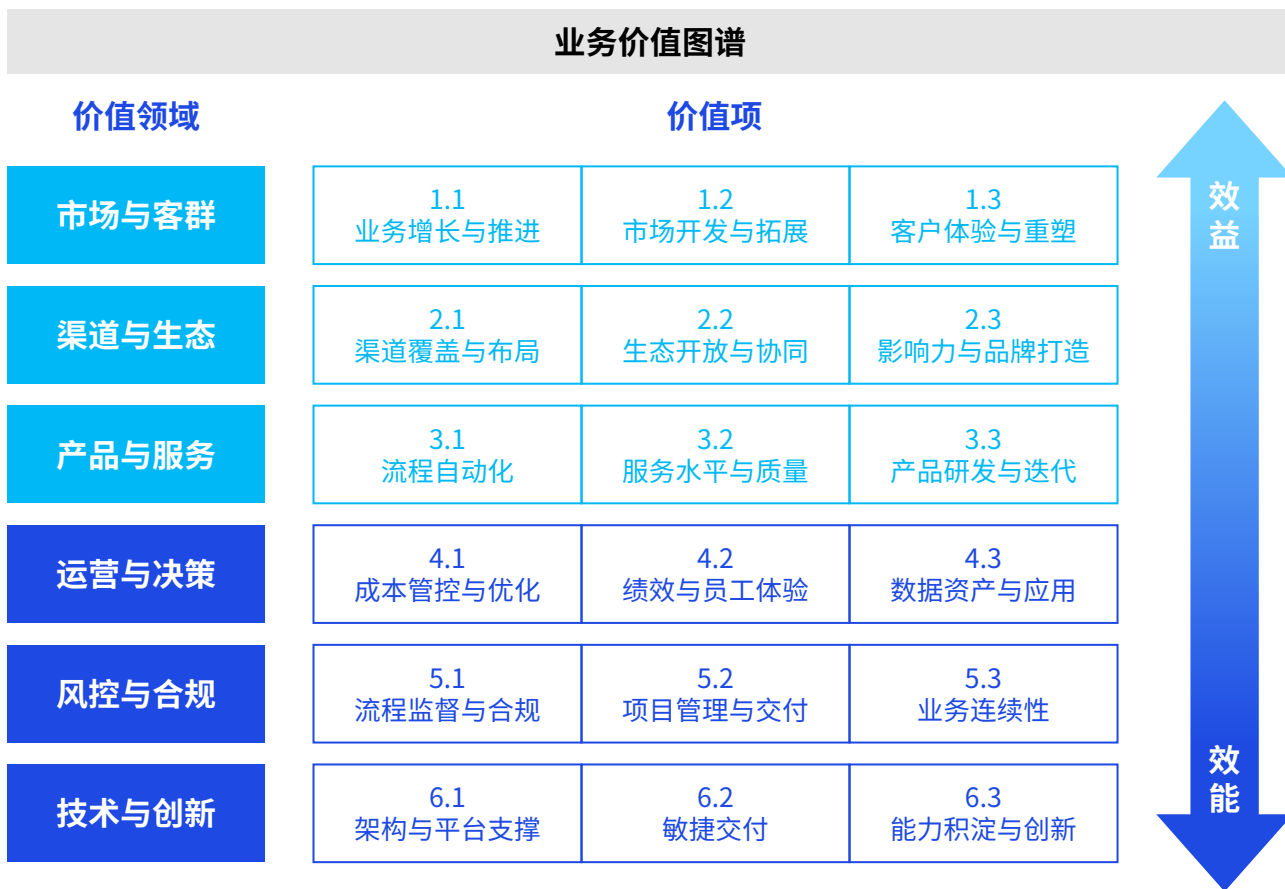 业务价值图谱
价值领域
价值项
市场与客群
1.1
业务增长与推进
1.2
市场开发与拓展
1.3
客户体验与重塑
渠道与生态
2.1
渠道覆盖与布局
2.2
生态开放与协同
2.3
影响力与品牌打造
产品与服务
3.1
流程自动化
3.2
服务水平与质量
3.3
产品研发与迭代
运营与决策
4.1
成本管控与优化
4.2
绩效与员工体验
4.3
数据资产与应用
风控与合规
5.1
流程监督与合规
5.2
项目管理与交付
5.3
业务连续性
技术与创新
6.1
架构与平台支撑
6.2
敏捷交付
6.3
能力积淀与创新
效益
效能